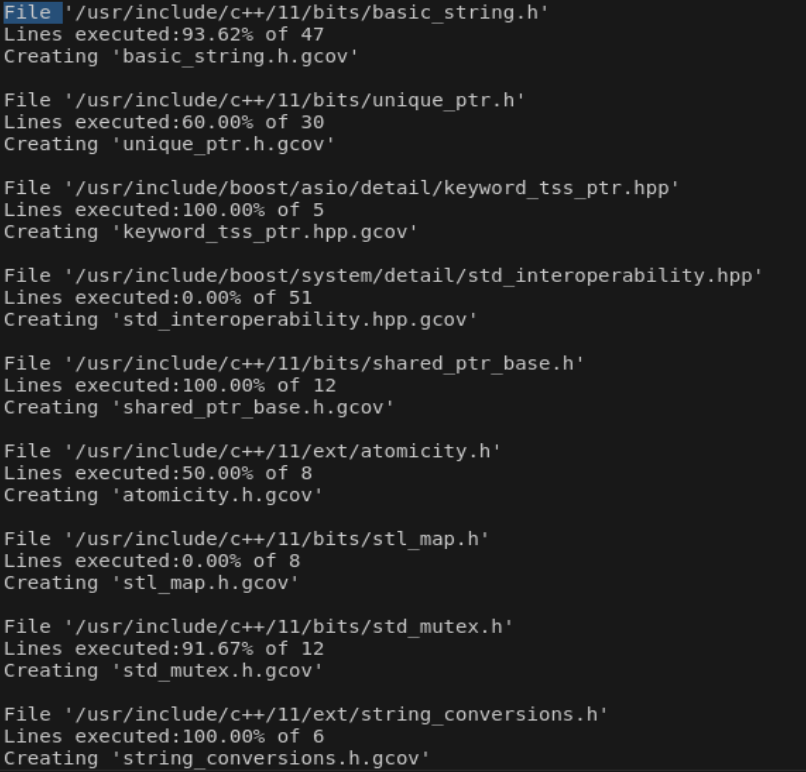 File '/usr/include/c++/11/bits/basic_string.h'
Lines executed:93.62% of 47
Creating 'basic_string.h.gcov'
File '/usr/include/c++/11/bits/unique_ptr.h'
Lines executed:60.00% of 30
Creating 'unique_ptr.h.gcov'
File '/usr/include/boost/asio/detail/keyword_tss_ptr.hpp'
Lines executed:100.00% of 5
Creating 'keyword_tss_ptr.hpp.gcov'
File '/usr/include/boost/system/detail/std_interoperability.hpp'
Lines executed:0.00% of 51
Creating 'std_interoperability.hpp.gcov'
File '/usr/include/c++/11/bits/shared_ptr_base.h'
Lines executed:100.00% of 12
Creating 'shared_ptr_base.h.gcov'
File '/usr/include/c++/11/ext/atomicity.h'
Lines executed:50.00% of 8
Creating 'atomicity.h.gcov'
File '/usr/include/c++/11/bits/stl_map.h'
Lines executed:0.00% of 8
Creating 'stl_map.h.gcov'
File '/usr/include/c++/11/bits/std_mutex.h'
Lines executed:91.67% of 12
Creating 'std_mutex.h.gcov'
File '/usr/include/c++/11/ext/string_conversions.h'
Lines executed:100.00% of 6
Creating 'string_conversions.h.gcov'